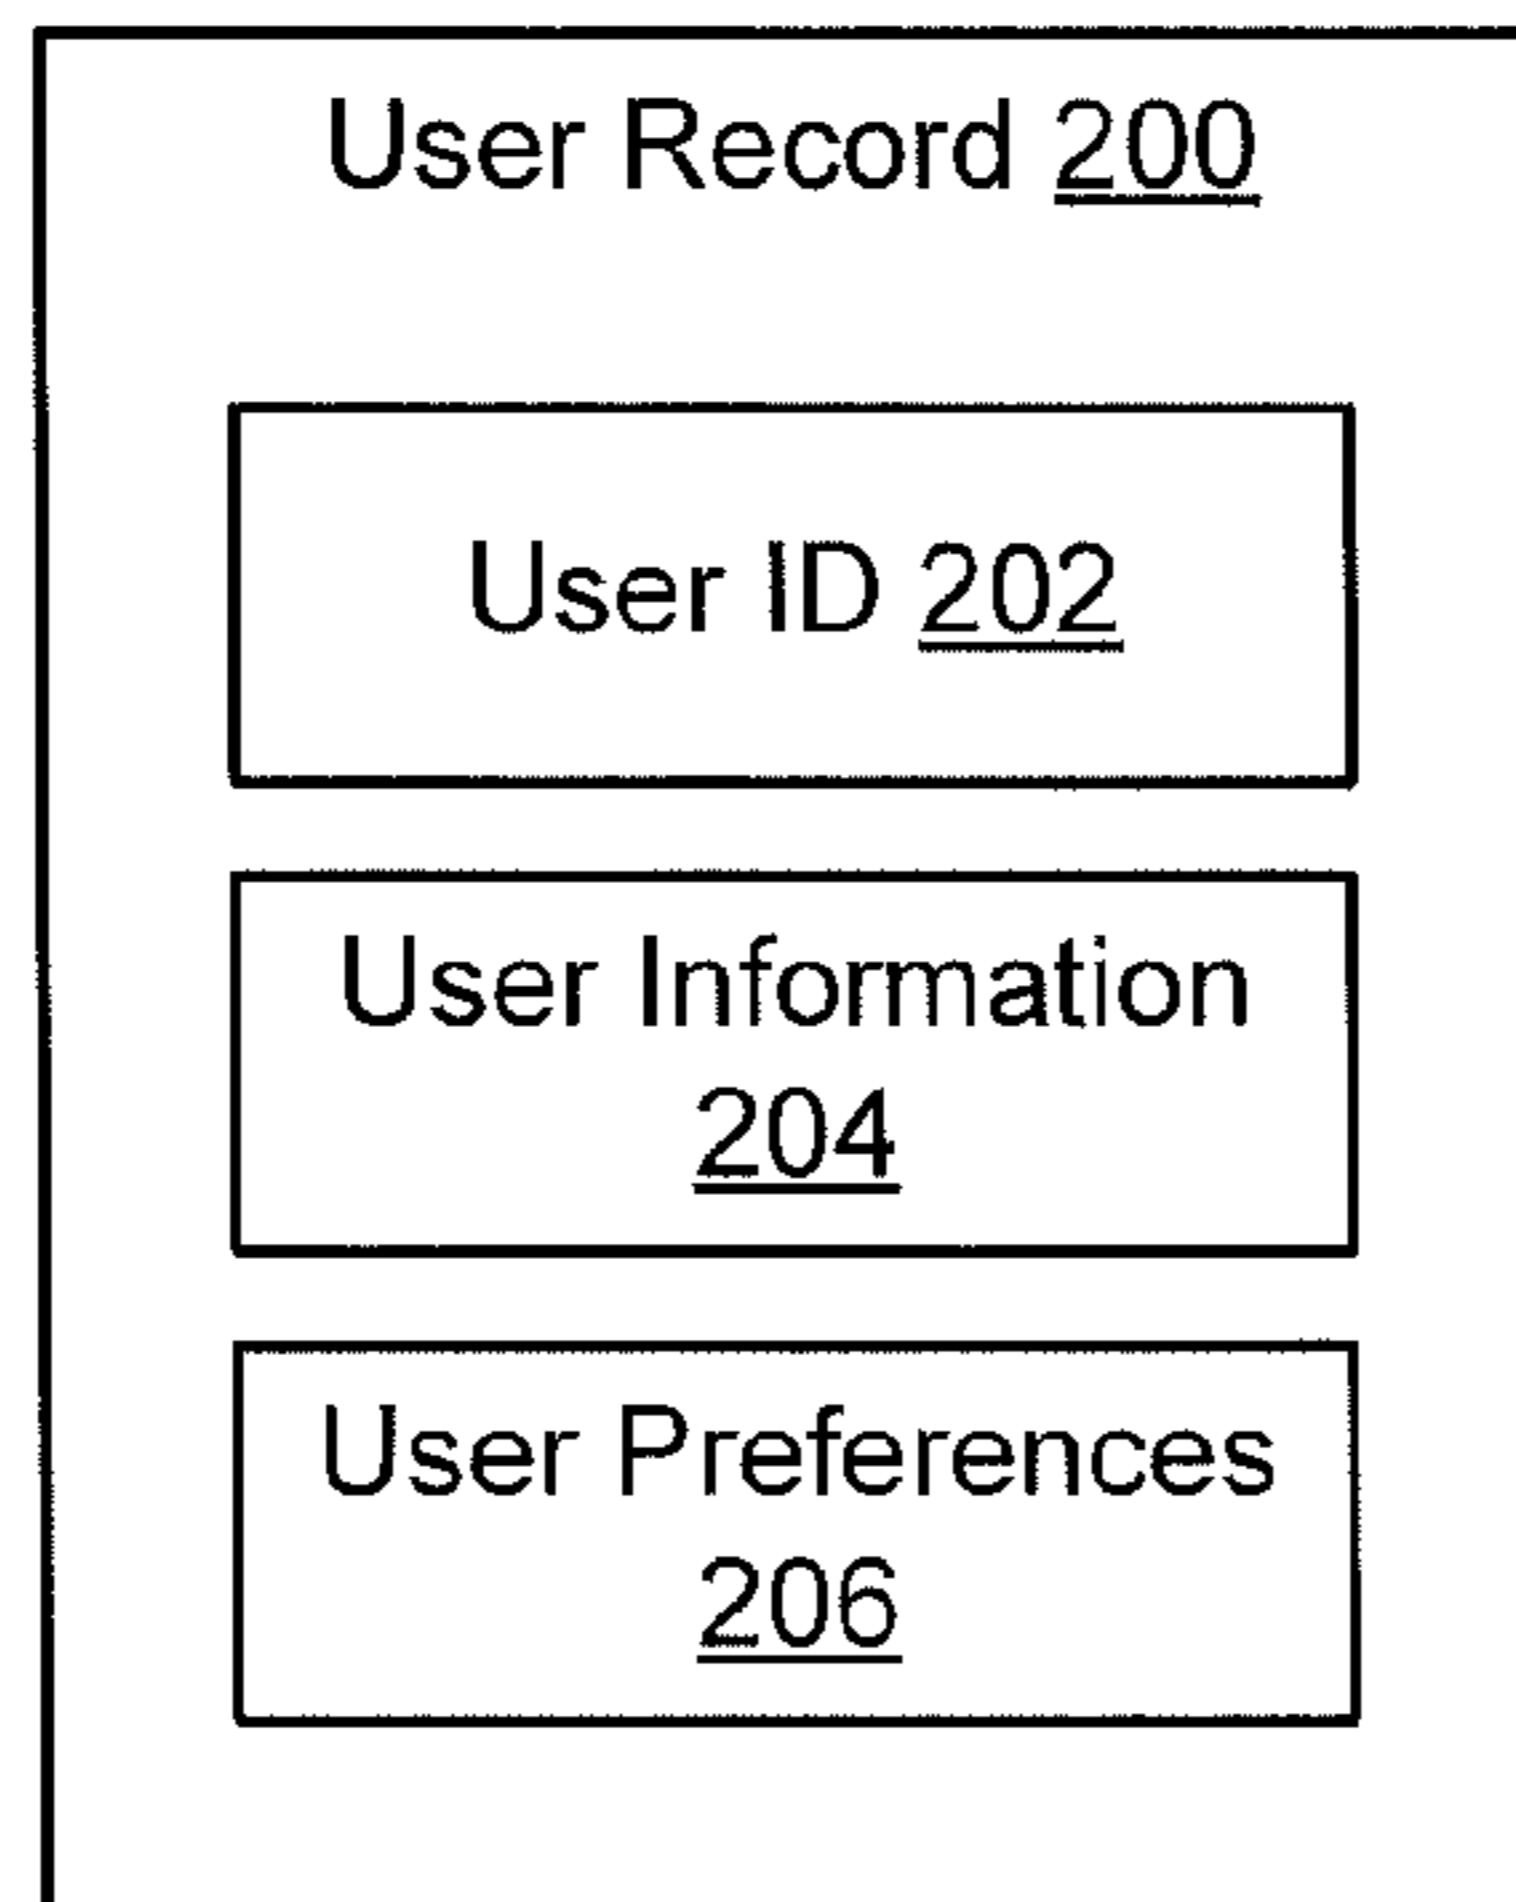 User Record 200
User ID 202
User Information
204
User Preferences
206